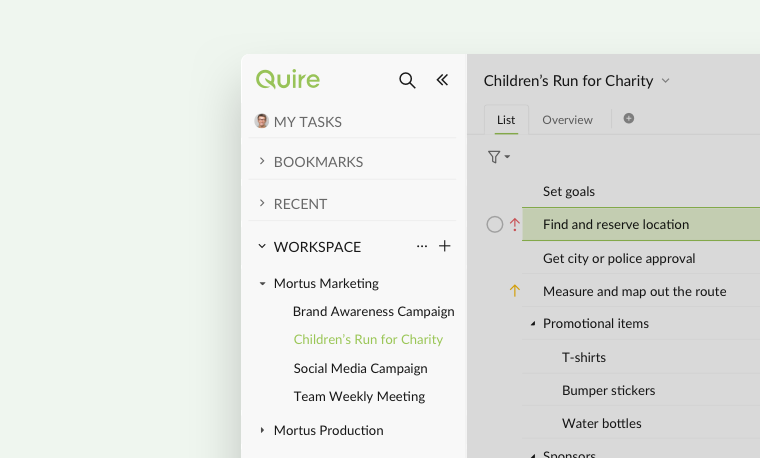 Quire
MY TASKS
BOOKMARKS
RECENT
WORKSPACE
Mortus Marketing
Brand Awareness Campaign
Children's Run for Charity
Social Media Campaign
Team Weekly Meeting
Mortus Production
Children's Run for Charity
List Overview
Set goals
Find and reserve location
Get city or police approval
Measure and map out the route
Promotional items
T-shirts
Bumper stickers
Water bottles
Sponsors